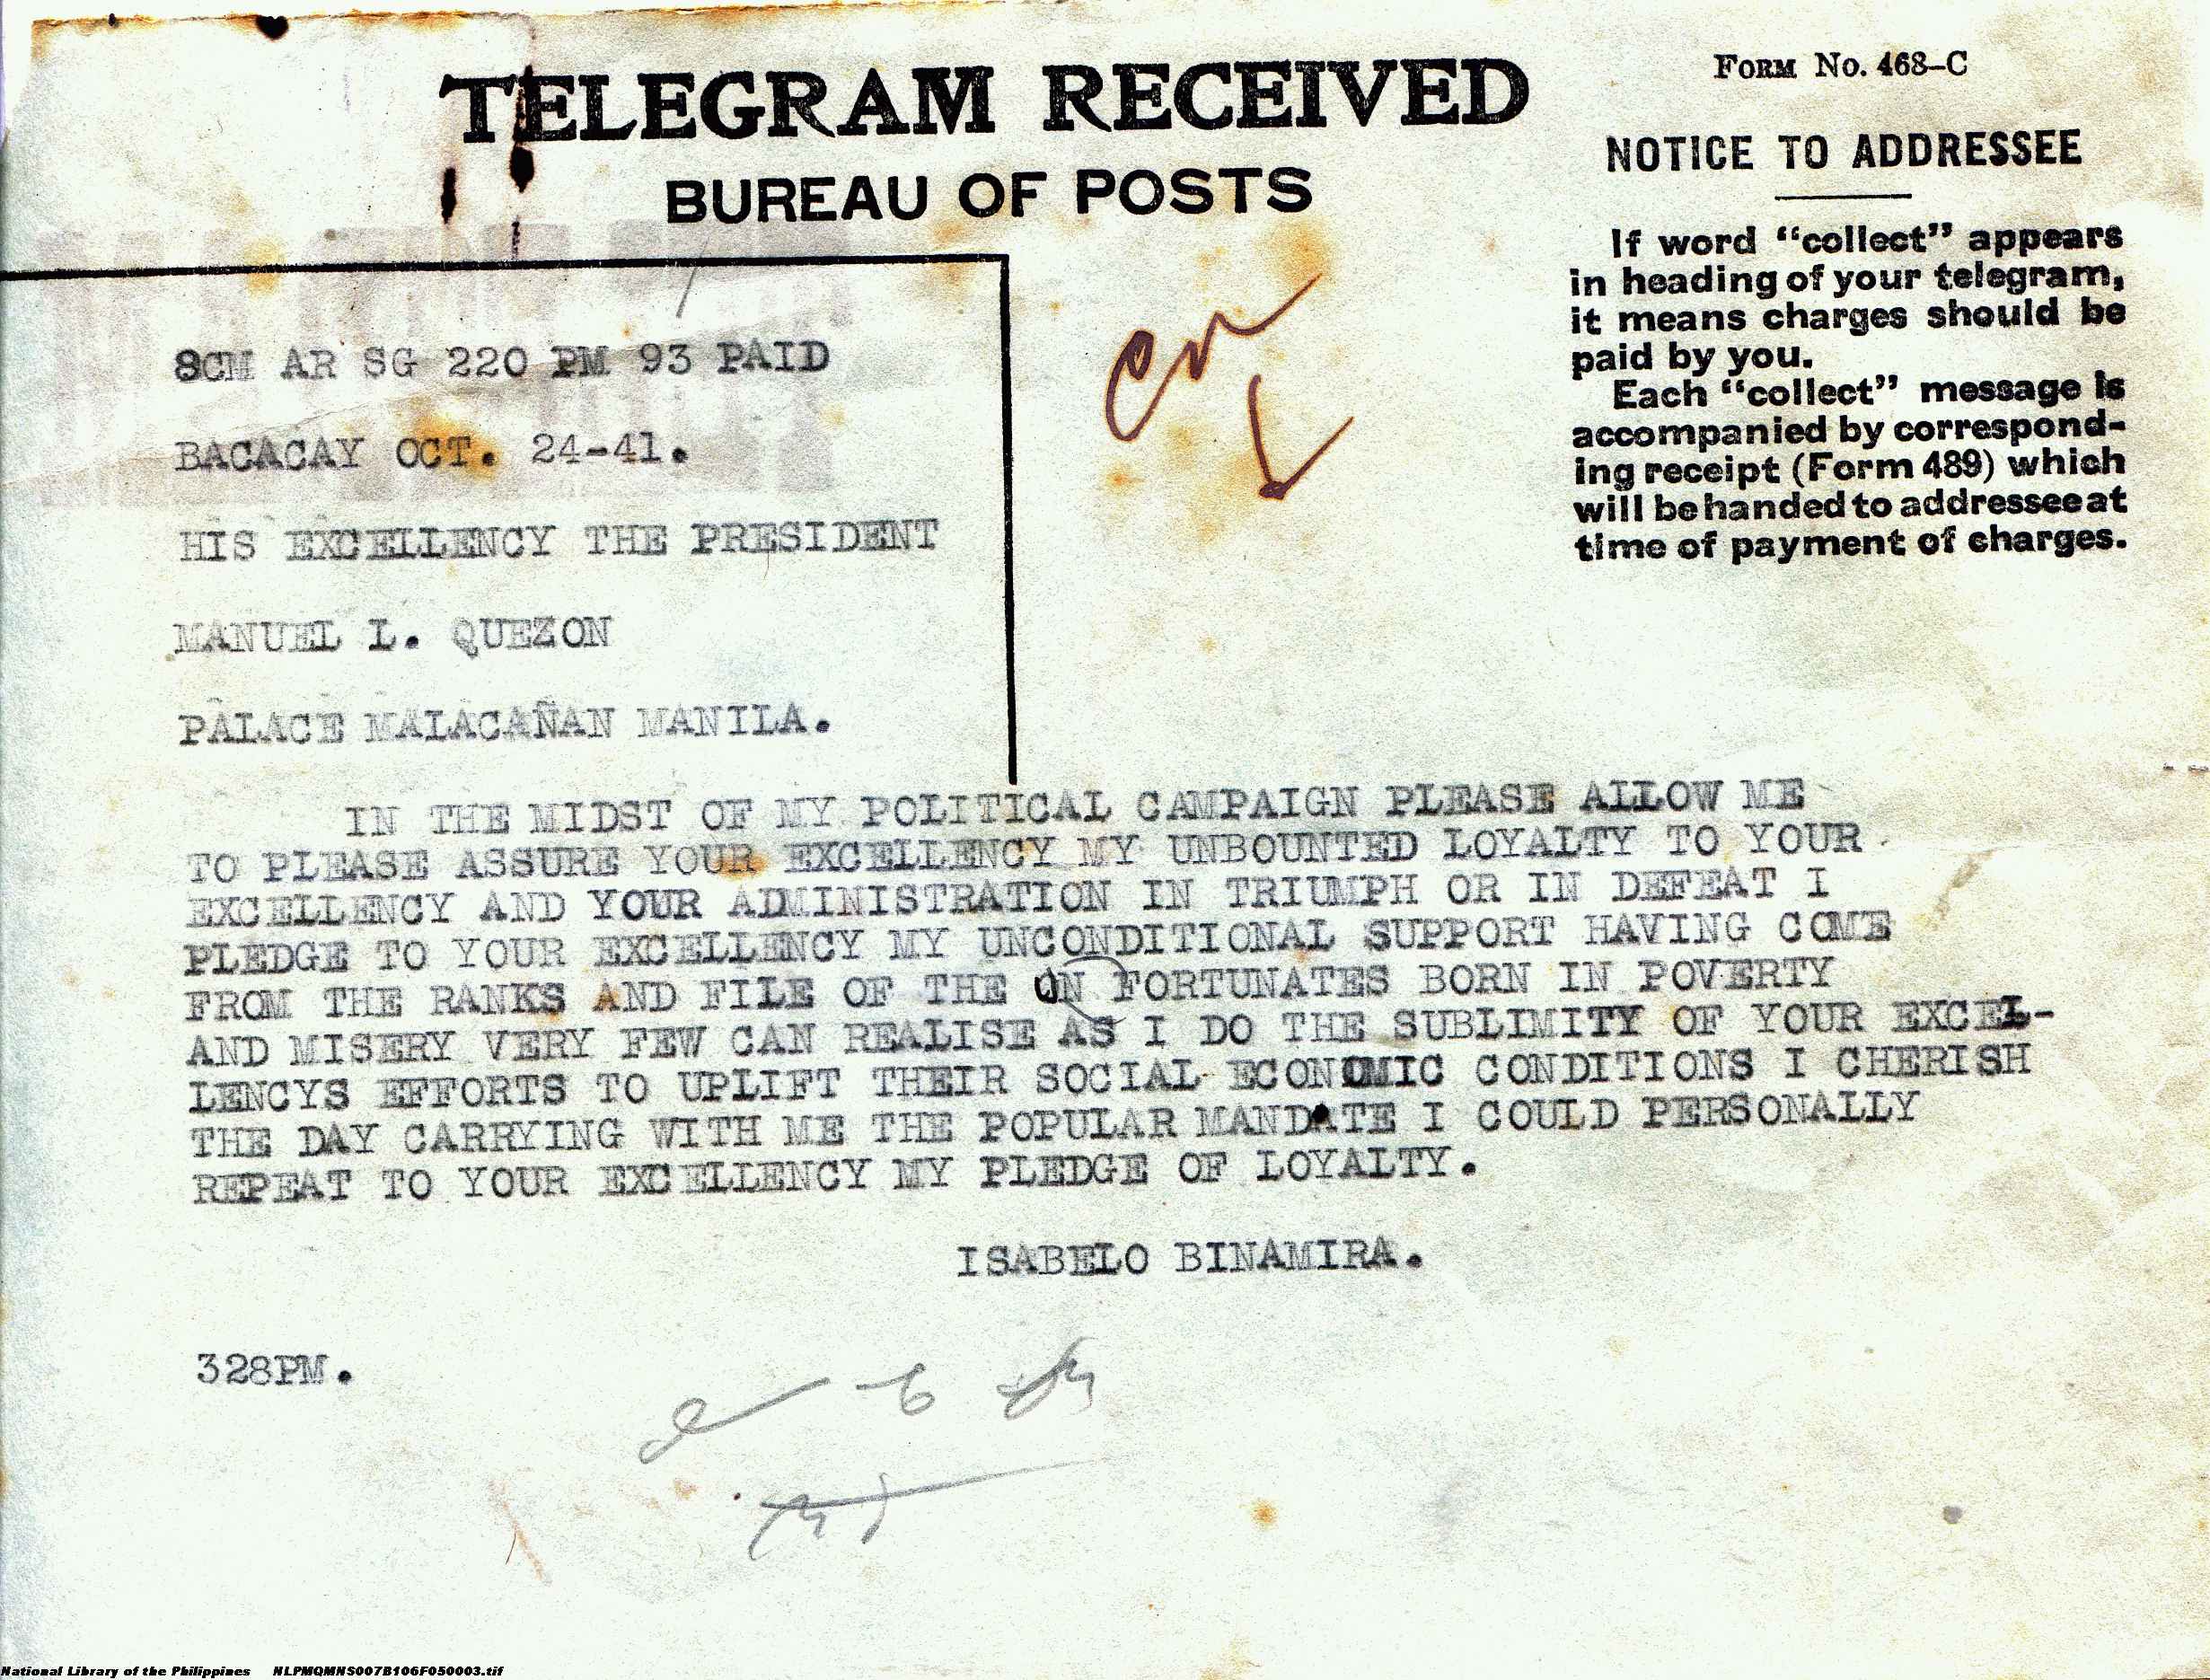 TELEGRAM RECEIVED
BUREAU OF POSTS
FORM NO. 468-C
NOTICE TO ADDRESSEE
If word "collect" appears
in heading of your telegram,
it means charges should be
paid by you.
Each "collect" message is
accompanied by correspond-
ing receipt (Form 489) which
will be handed to addressee at
time of payment of charges.
8CM AR SG 220 PM 93 PAID
BACACAY OCT. 24-41.
HIS EXCELLENCY THE PRESIDENT
MANUEL L. QUEZON
PALACE MALACAÑAN MANILA.
IN THE MIDST OF MY POLITICAL CAMPAIGN PLEASE ALLOW ME
TO PLEASE ASSURE YOUR EXCELLENCY MY UNBOUNTED LOYALTY TO YOUR
EXCELLENCY AND YOUR ADMINISTRATION IN TRIUMPH OR IN DEFEAT I
PLEDGE TO YOUR EXCELLENCY MY UNCONDITIONAL SUPPORT HAVING COME
FROM THE RANKS AND FILE OF THE UN FORTUNATES BORN IN POVERTY
AND MISERY VERY FEW CAN REALISE AS I DO THE SUBLIMITY OF YOUR EXCEL-
LENCYS EFFORTS TO UPLIFT THEIR SOCIAL ECONOMIC CONDITIONS I CHERISH
THE DAY CARRYING WITH ME THE POPULAR MANDATE I COULD PERSONALLY
REPEAT TO YOUR EXCELLENCY MY PLEDGE OF LOYALTY.
ISABELO BINAMIRA.
328PM.
National Library of the Philippines NLPMQMNS007B106F050003.tif